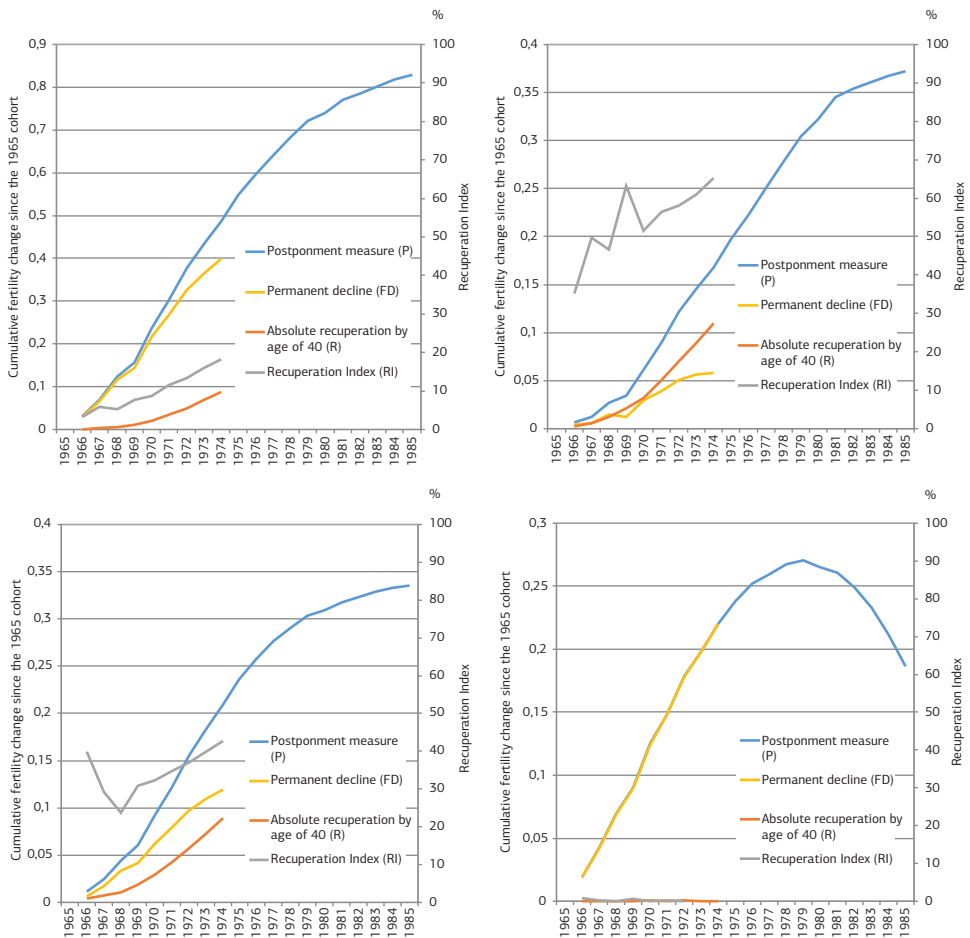 %
Cumulative fertility change since the 1965 cohort
0,9
0,8
0,7
0,6
0,5
0,4
0,3
0,2
0,1
0
100
90
80
70
60
50
40
30
20
10
0
Recuperation Index
Postponment measure (P)
Permanent decline (FD)
Absolute recuperation by
age of 40 (R)
Recuperation Index (RI)
1965 1966 1967 1968 1969 1970 1971 1972 1973 1974 1975 1976 1977 1978 1979 1980 1981 1982 1983 1984 1985
%
Cumulative fertility change since the 1965 cohort
0,4
0,35
0,3
0,25
0,2
0,15
0,1
0,05
0
100
90
80
70
60
50
40
30
20
10
0
Recuperation Index
Postponment measure
(P)
Permanent decline (FD)
Absolute recuperation by
age of 40 (R)
Recuperation Index (RI)
1965 1966 1967 1968 1969 1970 1971 1972 1973 1974 1975 1976 1977 1978 1979 1980 1981 1982 1983 1984 1985
%
Cumulative fertility change since the 1965 cohort
0,4
0,35
0,3
0,25
0,2
0,15
0,1
0,05
0
100
90
80
70
60
50
40
30
20
10
0
Recuperation Index
Postponment measure
(P)
Permanent decline (FD)
Absolute recuperation by
age of 40 (R)
Recuperation Index (RI)
1965 1966 1967 1968 1969 1970 1971 1972 1973 1974 1975 1976 1977 1978 1979 1980 1981 1982 1983 1984 1985
%
Cumulative fertility change since the 1965 cohort
0,3
0,25
0,2
0,15
0,1
0,05
0
100
90
80
70
60
50
40
30
20
10
0
Recuperation Index
Postponment measure
(P)
Permanent decline (FD)
Absolute recuperation by
age of 40 (R)
Recuperation Index (RI)
1965 1966 1967 1968 1969 1970 1971 1972 1973 1974 1975 1976 1977 1978 1979 1980 1981 1982 1983 1984 1985